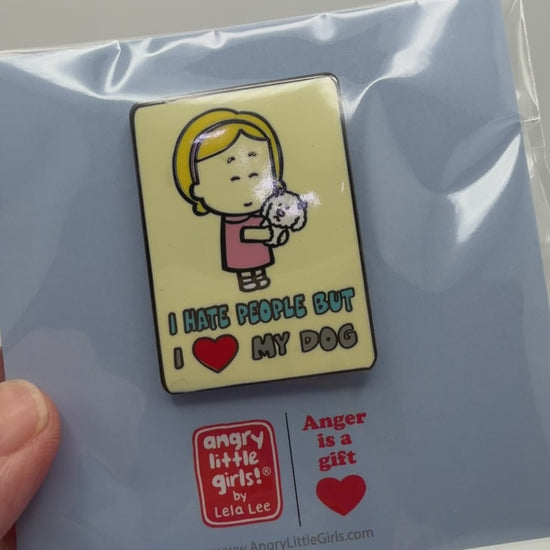 I HATE PEOPLE BUT
I ❤ MY DOG
angry
little
girls!®
by
Lela Lee
Anger
is a
gift
www.AngryLittleGirls.com